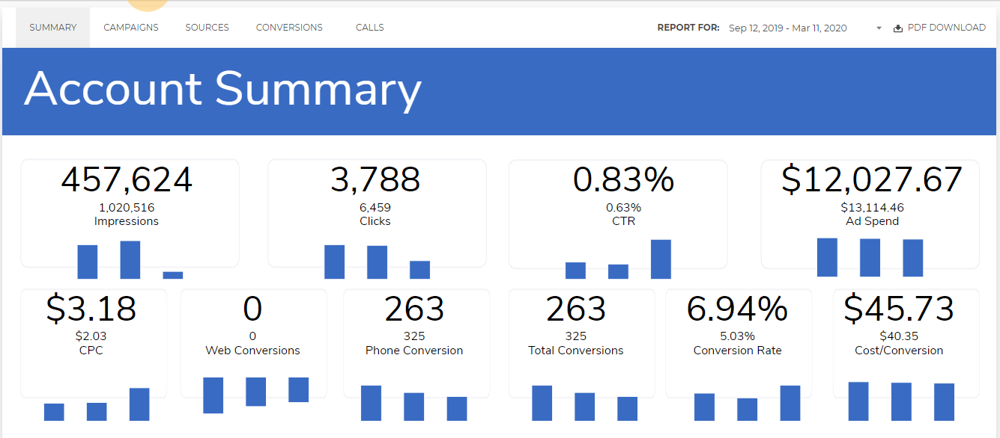 SUMMARY CAMPAIGNS SOURCES CONVERSIONS CALLS REPORT FOR: Sep 12, 2019 - Mar 11, 2020 PDF DOWNLOAD
Account Summary
457,624
1,020,516
Impressions
3,788
6,459
Clicks
0.83%
0.63%
CTR
$12,027.67
$13,114.46
Ad Spend
$3.18
$2.03
CPC
0
0
Web Conversions
263
325
Phone Conversion
263
325
Total Conversions
6.94%
5.03%
Conversion Rate
$45.73
$40.35
Cost/Conversion